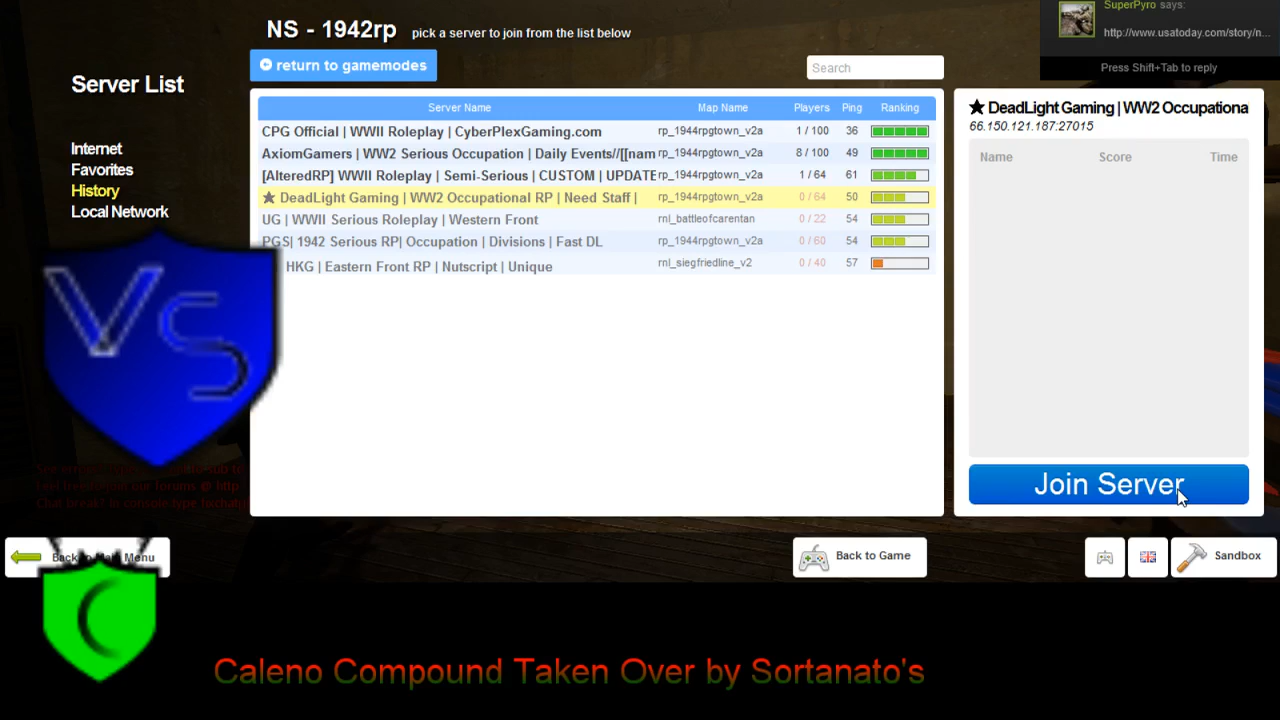 NS - 1942rp pick a server to join from the list below
SuperPyro says:
http://www.usatoday.com/story/n...
Press Shift+Tab to reply
return to gamemodes
Search
Server List
Internet
Favorites
History
Local Network
Server Name Map Name Players Ping Ranking
CPG Official | WWII Roleplay | CyberPlexGaming.com rp_1944rpgtown_v2a 1 / 100 36
AxiomGamers | WW2 Serious Occupation | Daily Events//[[nam rp_1944rpgtown_v2a 8 / 100 49
[AlteredRP] WWII Roleplay | Semi-Serious | CUSTOM | UPDATE rp_1944rpgtown_v2a 1 / 64 61
★ DeadLight Gaming | WW2 Occupational RP | Need Staff | rp_1944rpgtown_v2a 0 / 64 50
UG | WWII Serious Roleplay | Western Front rnl_battleofcarentan 0 / 22 54
PGS| 1942 Serious RP| Occupation | Divisions | Fast DL rp_1944rpgtown_v2a 0 / 60 54
HKG | Eastern Front RP | Nutscript | Unique rnl_siegfriedline_v2 0 / 40 57
★ DeadLight Gaming | WW2 Occupationa
66.150.121.187:27015
Name Score Time
Join Server
VS
Back to Main Menu
Back to Game
Sandbox
C
Caleno Compound Taken Over by Sortanato's